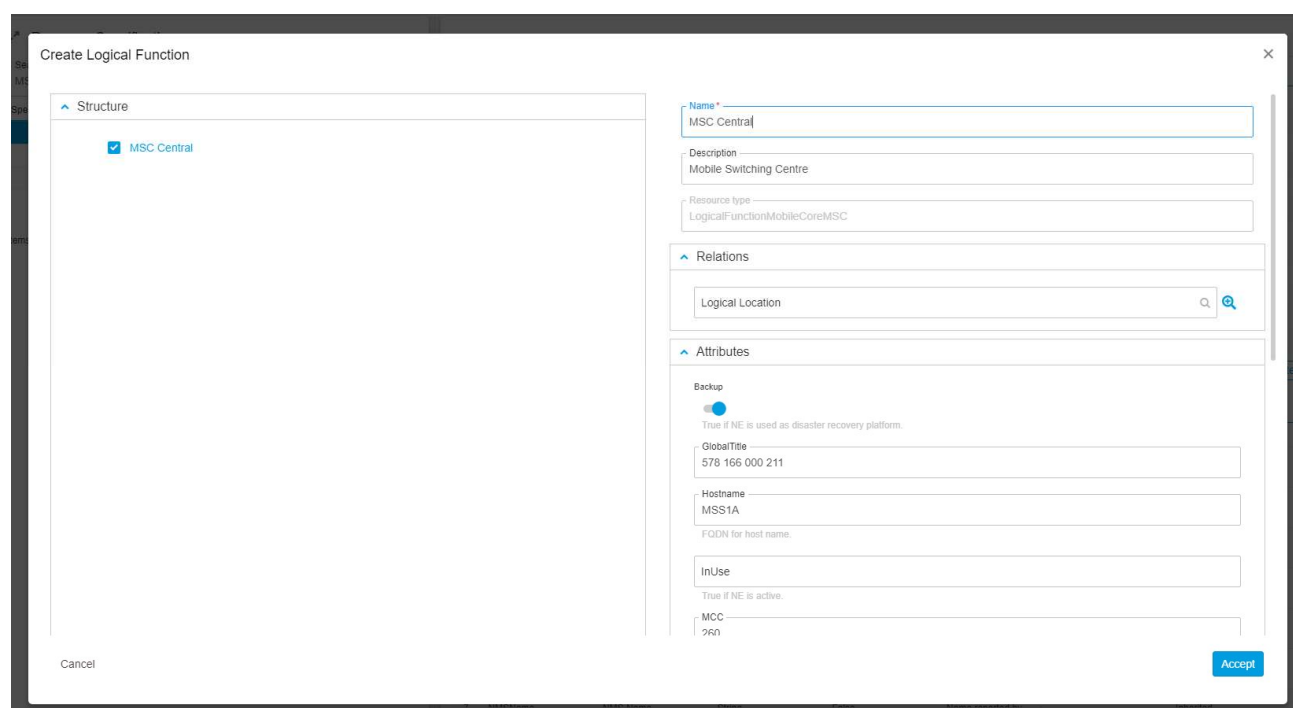 Create Logical Function
Structure
MSC Central
Name *
MSC Central
Description
Mobile Switching Centre
Resource type
LogicalFunctionMobileCoreMSC
Relations
Logical Location
Attributes
Backup
True if NE is used as disaster recovery platform.
GlobalTitle
578 166 000 211
Hostname
MSS1A
FQDN for host name.
InUse
True if NE is active.
MCC
260
Cancel
Accept